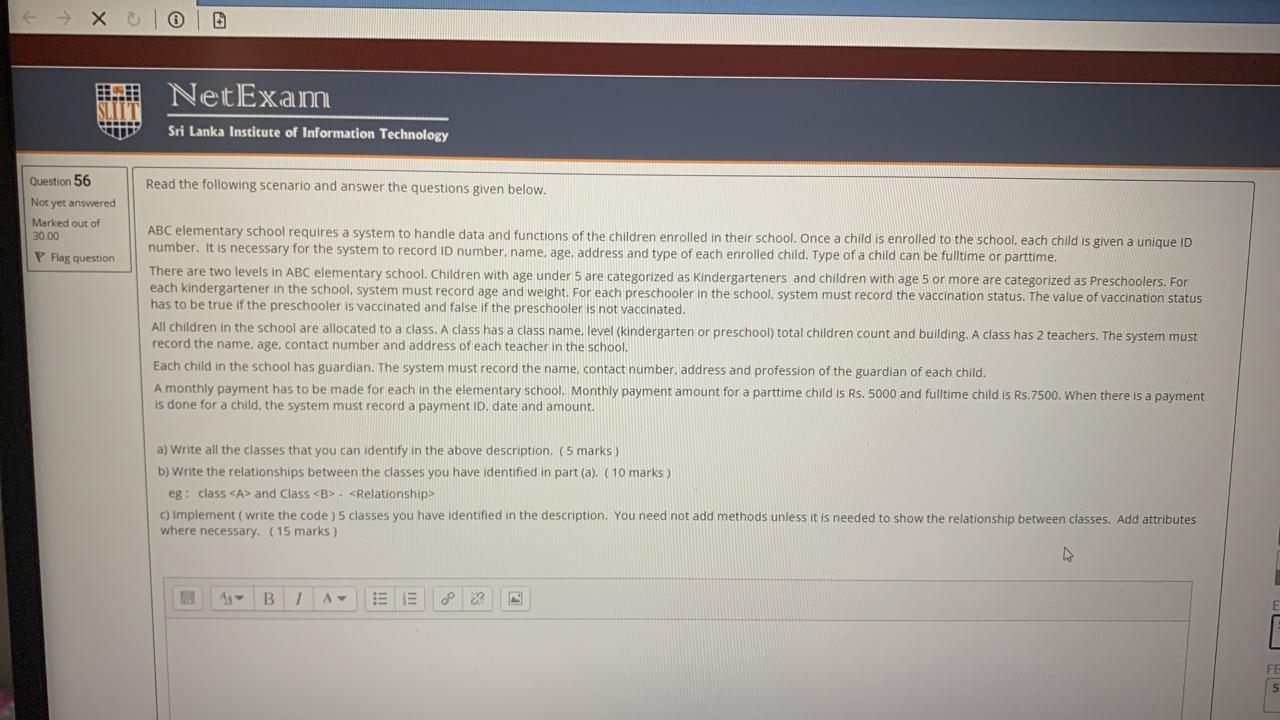 SLIIT
NetExam
Sri Lanka Institute of Information Technology
Question 56
Not yet answered
Marked out of
30.00
Flag question
Read the following scenario and answer the questions given below.
ABC elementary school requires a system to handle data and functions of the children enrolled in their school. Once a child is enrolled to the school, each child is given a unique ID
number. It is necessary for the system to record ID number, name, age, address and type of each enrolled child. Type of a child can be fulltime or parttime.
There are two levels in ABC elementary school. Children with age under 5 are categorized as Kindergarteners and children with age 5 or more are categorized as Preschoolers. For
each kindergartener in the school, system must record age and weight. For each preschooler in the school, system must record the vaccination status. The value of vaccination status
has to be true if the preschooler is vaccinated and false if the preschooler is not vaccinated.
All children in the school are allocated to a class. A class has a class name, level (kindergarten or preschool) total children count and building. A class has 2 teachers. The system must
record the name, age, contact number and address of each teacher in the school.
Each child in the school has guardian. The system must record the name, contact number, address and profession of the guardian of each child.
A monthly payment has to be made for each in the elementary school. Monthly payment amount for a parttime child is Rs. 5000 and fulltime child is Rs.7500. When there is a payment
is done for a child, the system must record a payment ID, date and amount.
a) Write all the classes that you can identify in the above description. ( 5 marks )
b) Write the relationships between the classes you have identified in part (a). ( 10 marks )
eg : class <A> and Class <B> - <Relationship>
c) Implement ( write the code ) 5 classes you have identified in the description. You need not add methods unless it is needed to show the relationship between classes. Add attributes
where necessary. ( 15 marks )
B I A